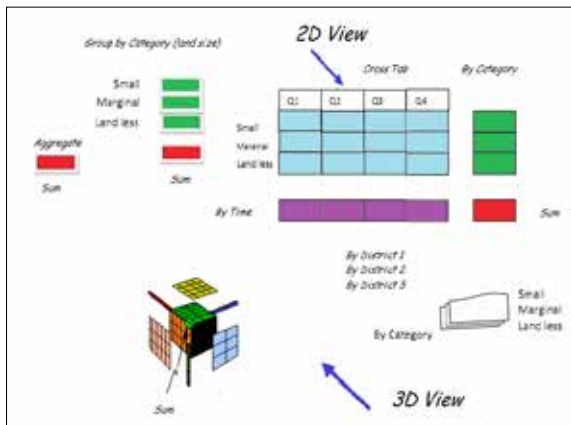 2D View
Group by Category (land size)
Cross Tab
By Category
Small
Marginal
Land less
Q1 Q2 Q3 Q4
Small
Marginal
Land less
Aggregate
Sum
Sum
By Time
Sum
By District 1
By District 2
By District 3
Small
Marginal
Land less
By Category
Sum
3D View